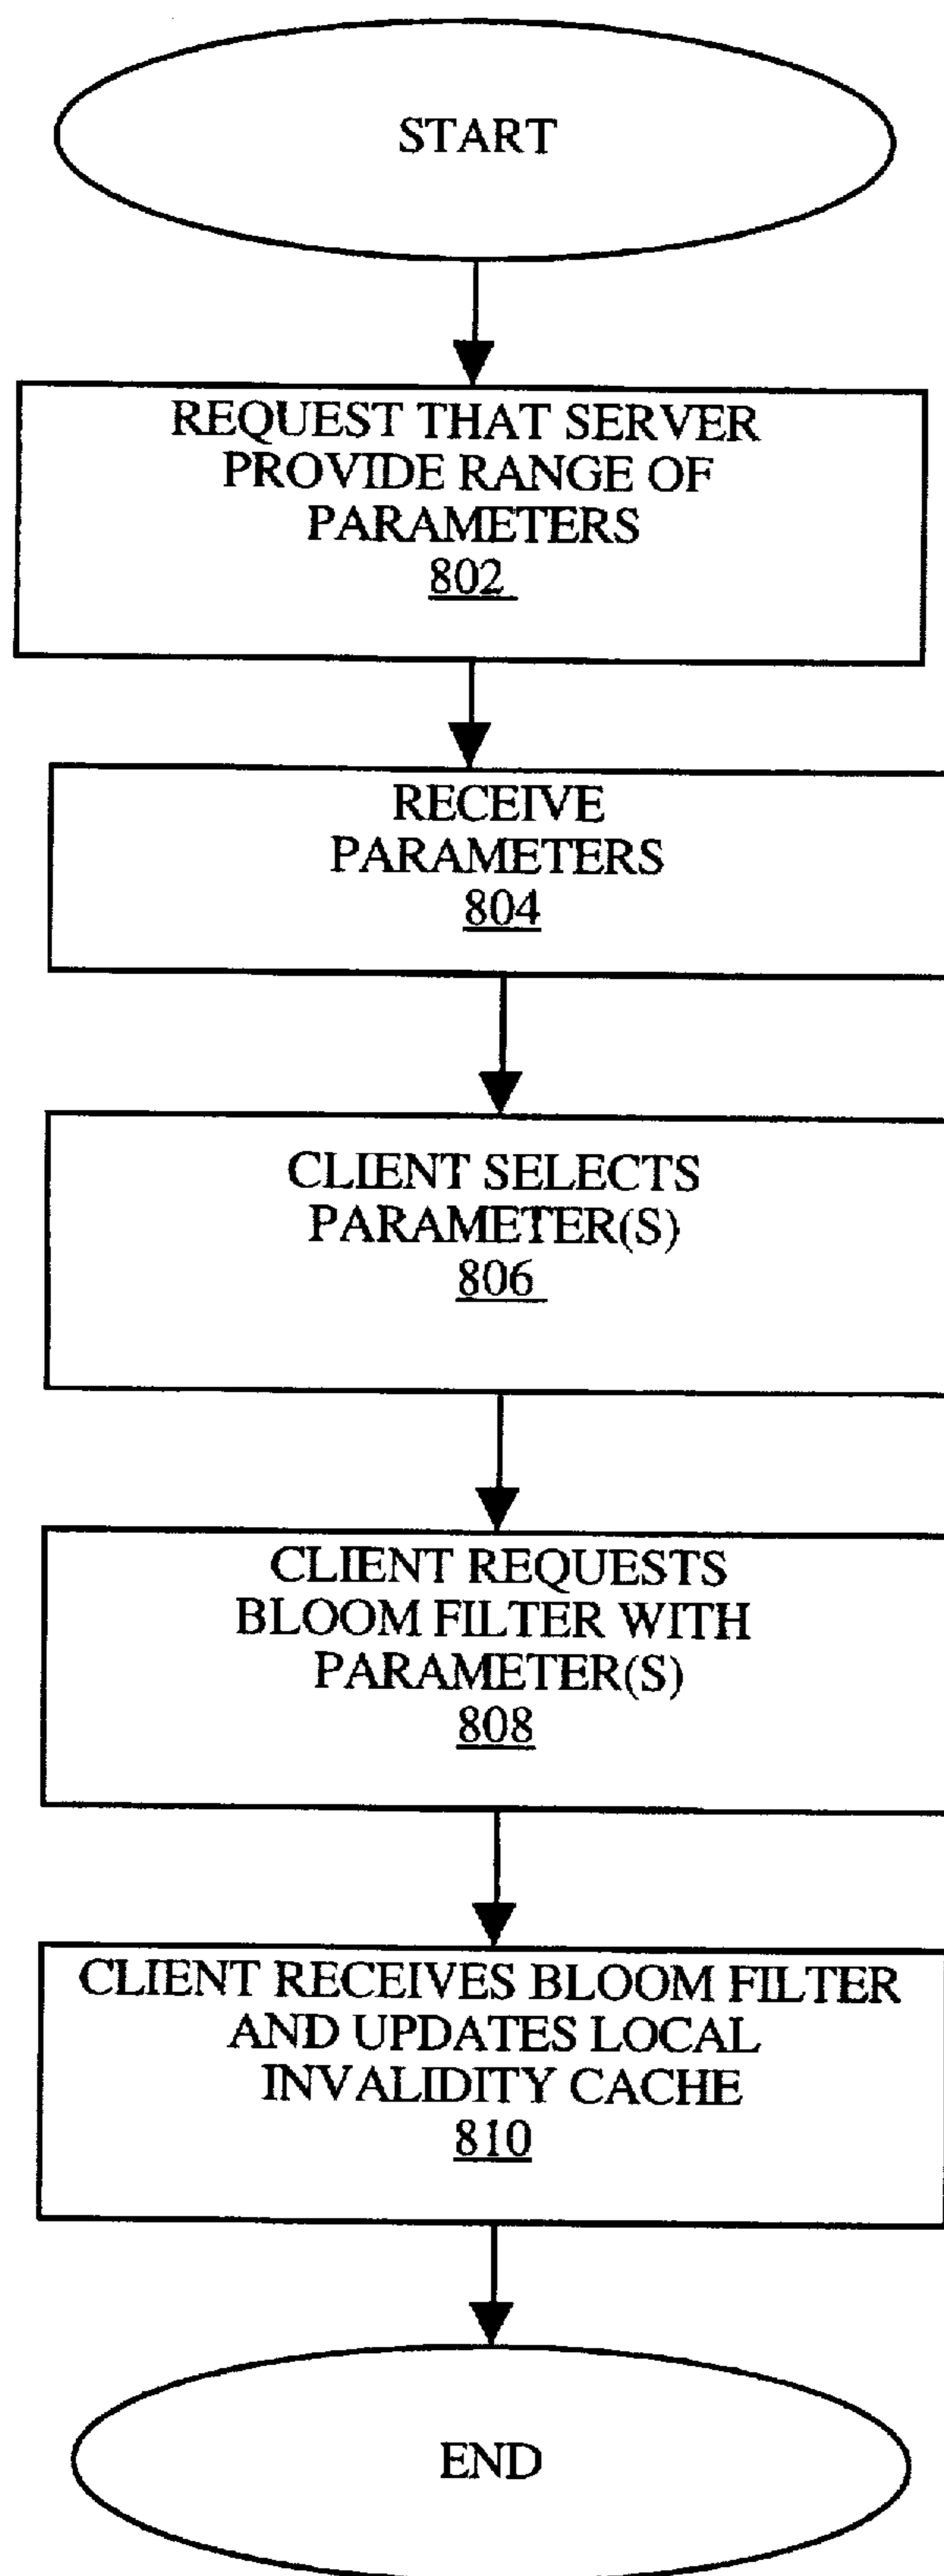 START
REQUEST THAT SERVER
PROVIDE RANGE OF
PARAMETERS
802
RECEIVE
PARAMETERS
804
CLIENT SELECTS
PARAMETER(S)
806
CLIENT REQUESTS
BLOOM FILTER WITH
PARAMETER(S)
808
CLIENT RECEIVES BLOOM FILTER
AND UPDATES LOCAL
INVALIDITY CACHE
810
END